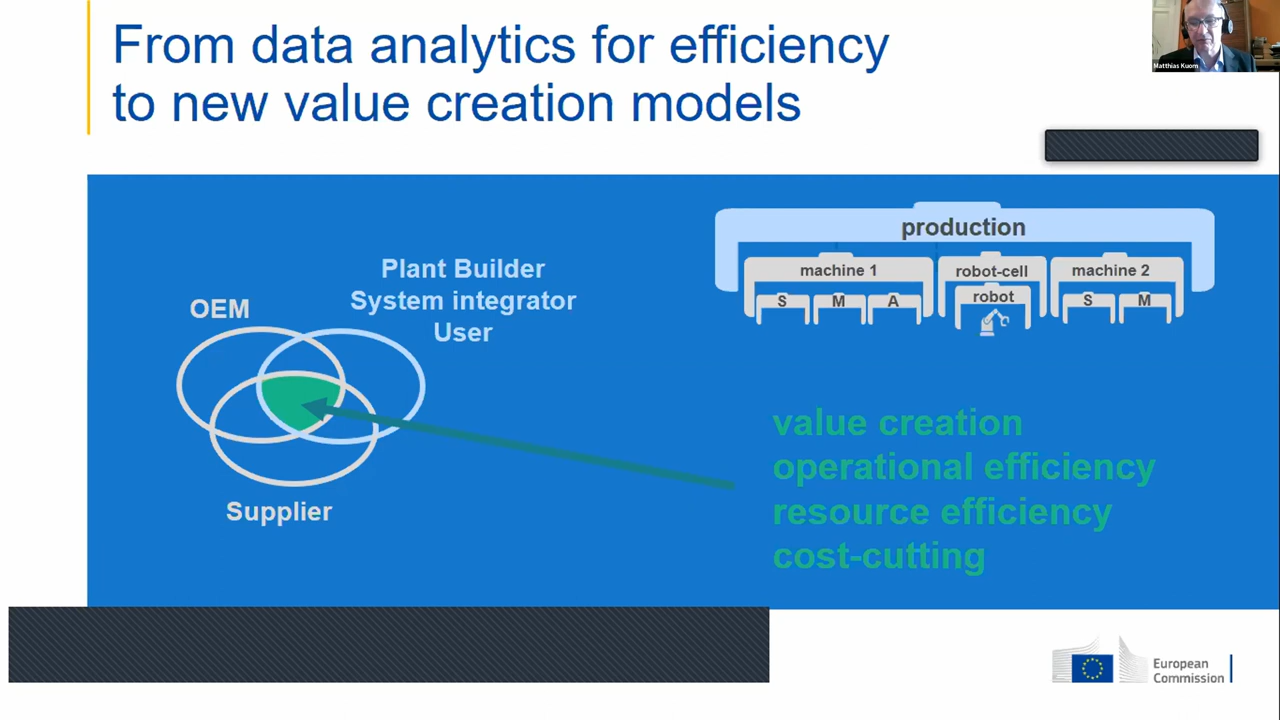 From data analytics for efficiency
to new value creation models
Matthias Kuom
production
machine 1
robot-cell
machine 2
S
M
A
robot
S
M
Plant Builder
System integrator
User
OEM
Supplier
value creation
operational efficiency
resource efficiency
cost-cutting
European
Commission